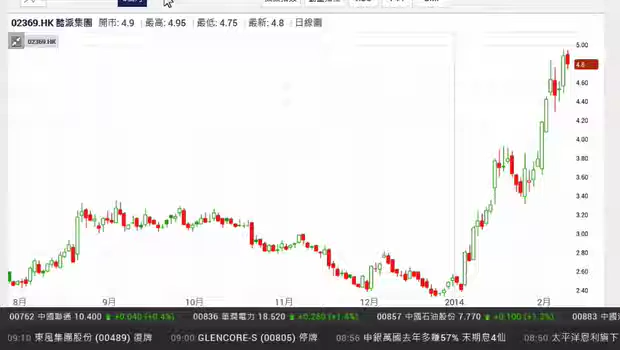 02369.HK 酷派集團 開市: 4.9 最高: 4.95 最低: 4.75 最新: 4.8 日線圖
02369.HK
5.00
4.8
4.60
4.40
4.20
4.00
3.80
3.60
3.40
3.20
3.00
2.80
2.60
2.40
8月 9月 10月 11月 12月 2014 2月
00762 中國聯通 10.400 +0.040 (+0.4%) 00836 華潤電力 18.520 +0.260 (+1.4%) 00857 中國石油股份 7.770 +0.100 (+1.3%) 00883 中國
09:10 東風集團股份 (00489) 復牌 09:00 GLENCORE-S (00805) 停牌 08:56 中銀萬國去年多賺57% 末期息4仙 08:50 太平洋恩利旗下